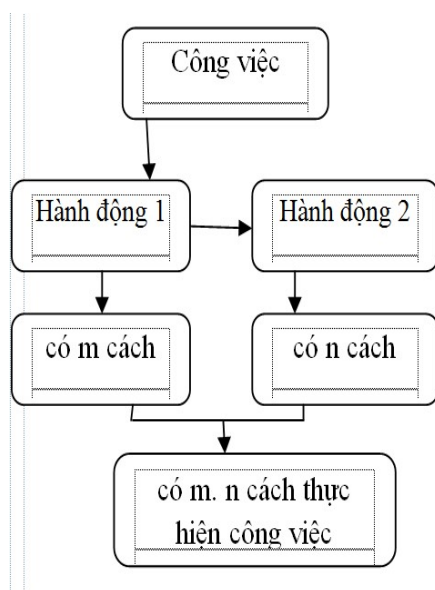 Công việc
Hành động 1
Hành động 2
có m cách
có n cách
có m. n cách thực
hiện công việc